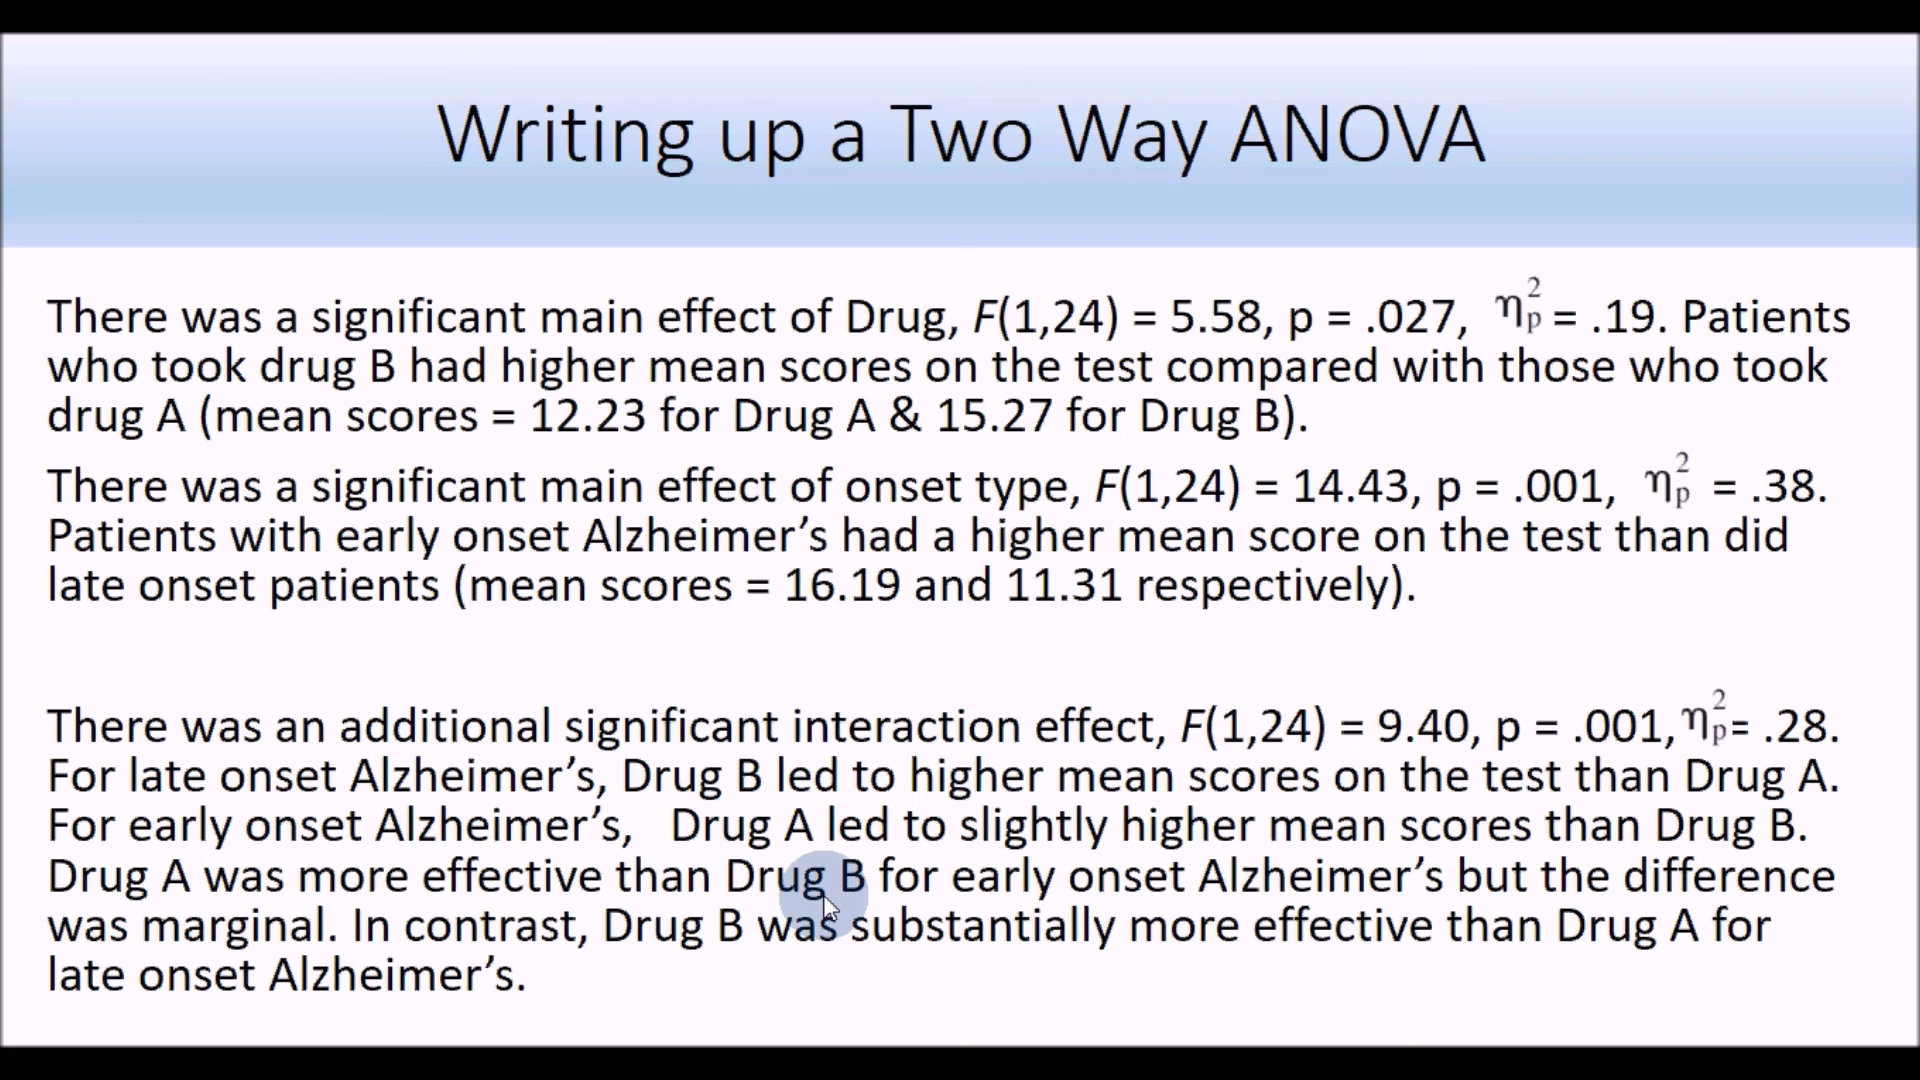 Writing up a Two Way ANOVA
There was a significant main effect of Drug, F(1,24) = 5.58, p = .027, η²ₚ = .19. Patients
who took drug B had higher mean scores on the test compared with those who took
drug A (mean scores = 12.23 for Drug A & 15.27 for Drug B).
There was a significant main effect of onset type, F(1,24) = 14.43, p = .001, η²ₚ = .38.
Patients with early onset Alzheimer’s had a higher mean score on the test than did
late onset patients (mean scores = 16.19 and 11.31 respectively).
There was an additional significant interaction effect, F(1,24) = 9.40, p = .001, η²ₚ = .28.
For late onset Alzheimer’s, Drug B led to higher mean scores on the test than Drug A.
For early onset Alzheimer’s, Drug A led to slightly higher mean scores than Drug B.
Drug A was more effective than Drug B for early onset Alzheimer’s but the difference
was marginal. In contrast, Drug B was substantially more effective than Drug A for
late onset Alzheimer’s.